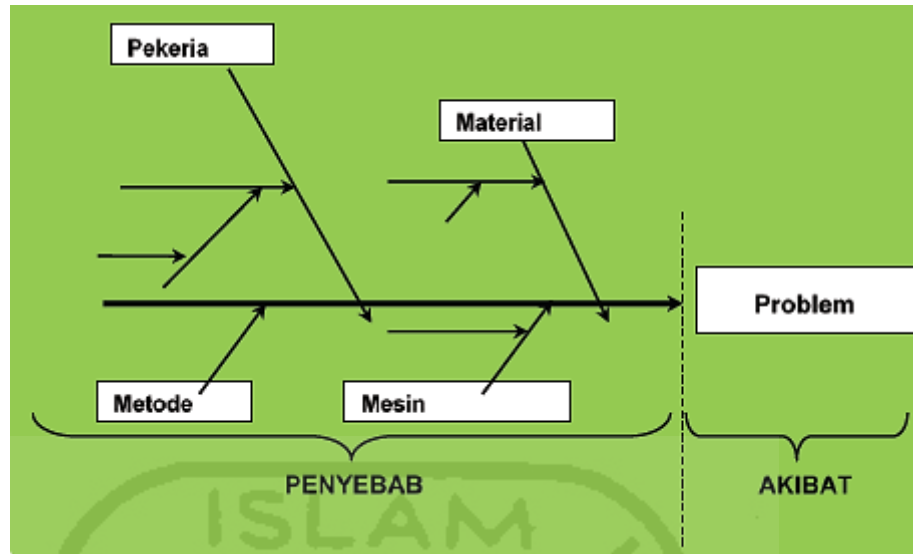 Pekeria
Material
Problem
Metode
Mesin
PENYEBAB
AKIBAT
ISLAM